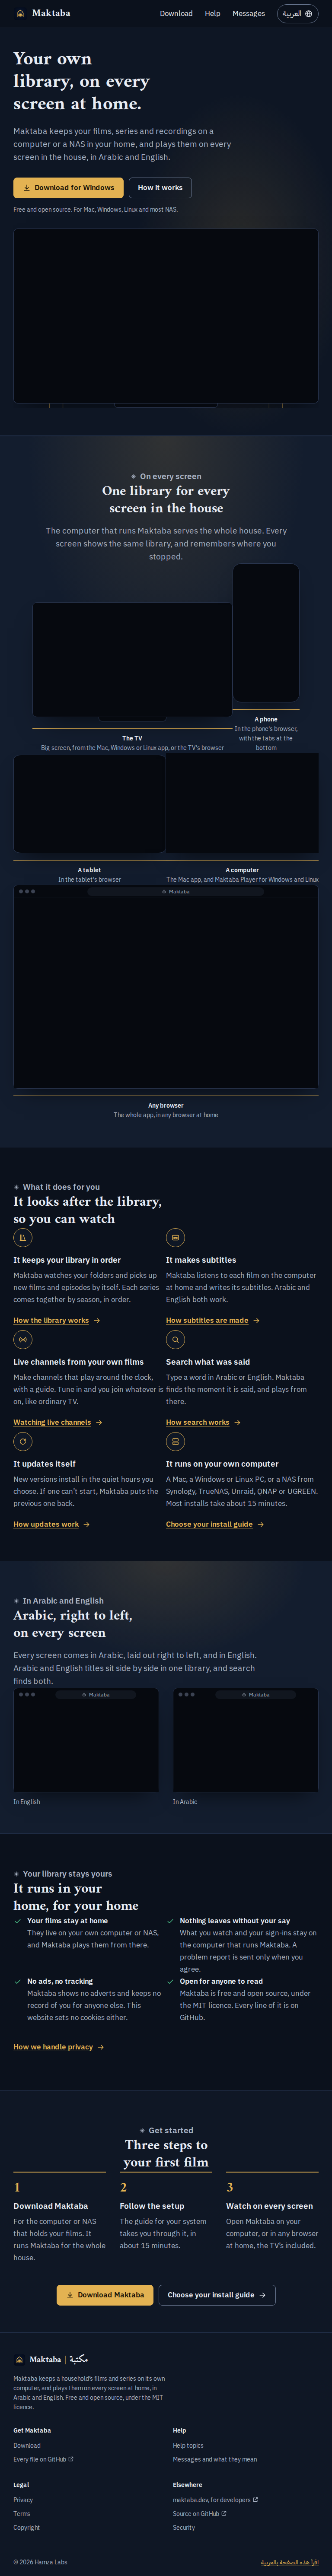 Maktaba
Download
Help
Messages
العربية
Your own
library, on every
screen at home.
Maktaba keeps your films, series and recordings on a
computer or a NAS in your home, and plays them on every
screen in the house, in Arabic and English.
Download for Windows
How it works
Free and open source. For Mac, Windows, Linux and most NAS.
On every screen
One library for every
screen in the house
The computer that runs Maktaba serves the whole house. Every
screen shows the same library, and remembers where you
stopped.
The TV
Big screen, from the Mac, Windows or Linux app, or the TV's browser
A phone
In the phone's browser,
with the tabs at the
bottom
A tablet
In the tablet's browser
A computer
The Mac app, and Maktaba Player for Windows and Linux
Maktaba
Any browser
The whole app, in any browser at home
What it does for you
It looks after the library,
so you can watch
It keeps your library in order
Maktaba watches your folders and picks up
new films and episodes by itself. Each series
comes together by season, in order.
How the library works
It makes subtitles
Maktaba listens to each film on the computer
at home and writes its subtitles. Arabic and
English both work.
How subtitles are made
Live channels from your own films
Make channels that play around the clock,
with a guide. Tune in and you join whatever is
on, like ordinary TV.
Watching live channels
Search what was said
Type a word in Arabic or English. Maktaba
finds the moment it is said, and plays from
there.
How search works
It updates itself
New versions install in the quiet hours you
choose. If one can't start, Maktaba puts the
previous one back.
How updates work
It runs on your own computer
A Mac, a Windows or Linux PC, or a NAS from
Synology, TrueNAS, Unraid, QNAP or UGREEN.
Most installs take about 15 minutes.
Choose your install guide
In Arabic and English
Arabic, right to left,
on every screen
Every screen comes in Arabic, laid out right to left, and in English.
Arabic and English titles sit side by side in one library, and search
finds both.
Maktaba
In English
Maktaba
In Arabic
Your library stays yours
It runs in your
home, for your home
Your films stay at home
They live on your own computer or NAS,
and Maktaba plays them from there.
Nothing leaves without your say
What you watch and your sign-ins stay on
the computer that runs Maktaba. A
problem report is sent only when you
agree.
No ads, no tracking
Maktaba shows no adverts and keeps no
record of you for anyone else. This
website sets no cookies either.
Open for anyone to read
Maktaba is free and open source, under
the MIT licence. Every line of it is on
GitHub.
How we handle privacy
Get started
Three steps to
your first film
1
Download Maktaba
For the computer or NAS
that holds your films. It
runs Maktaba for the whole
house.
2
Follow the setup
The guide for your system
takes you through it, in
about 15 minutes.
3
Watch on every screen
Open Maktaba on your
computer, or in any browser
at home, the TV's included.
Download Maktaba
Choose your install guide
Maktaba | مكتبة
Maktaba keeps a household's films and series on its own
computer, and plays them on every screen at home, in
Arabic and English. Free and open source, under the MIT
licence.
Get Maktaba
Download
Every file on GitHub
Help
Help topics
Messages and what they mean
Legal
Privacy
Terms
Copyright
Elsewhere
maktaba.dev, for developers
Source on GitHub
Security
© 2026 Hamza Labs
اقرأ هذه الصفحة بالعربية